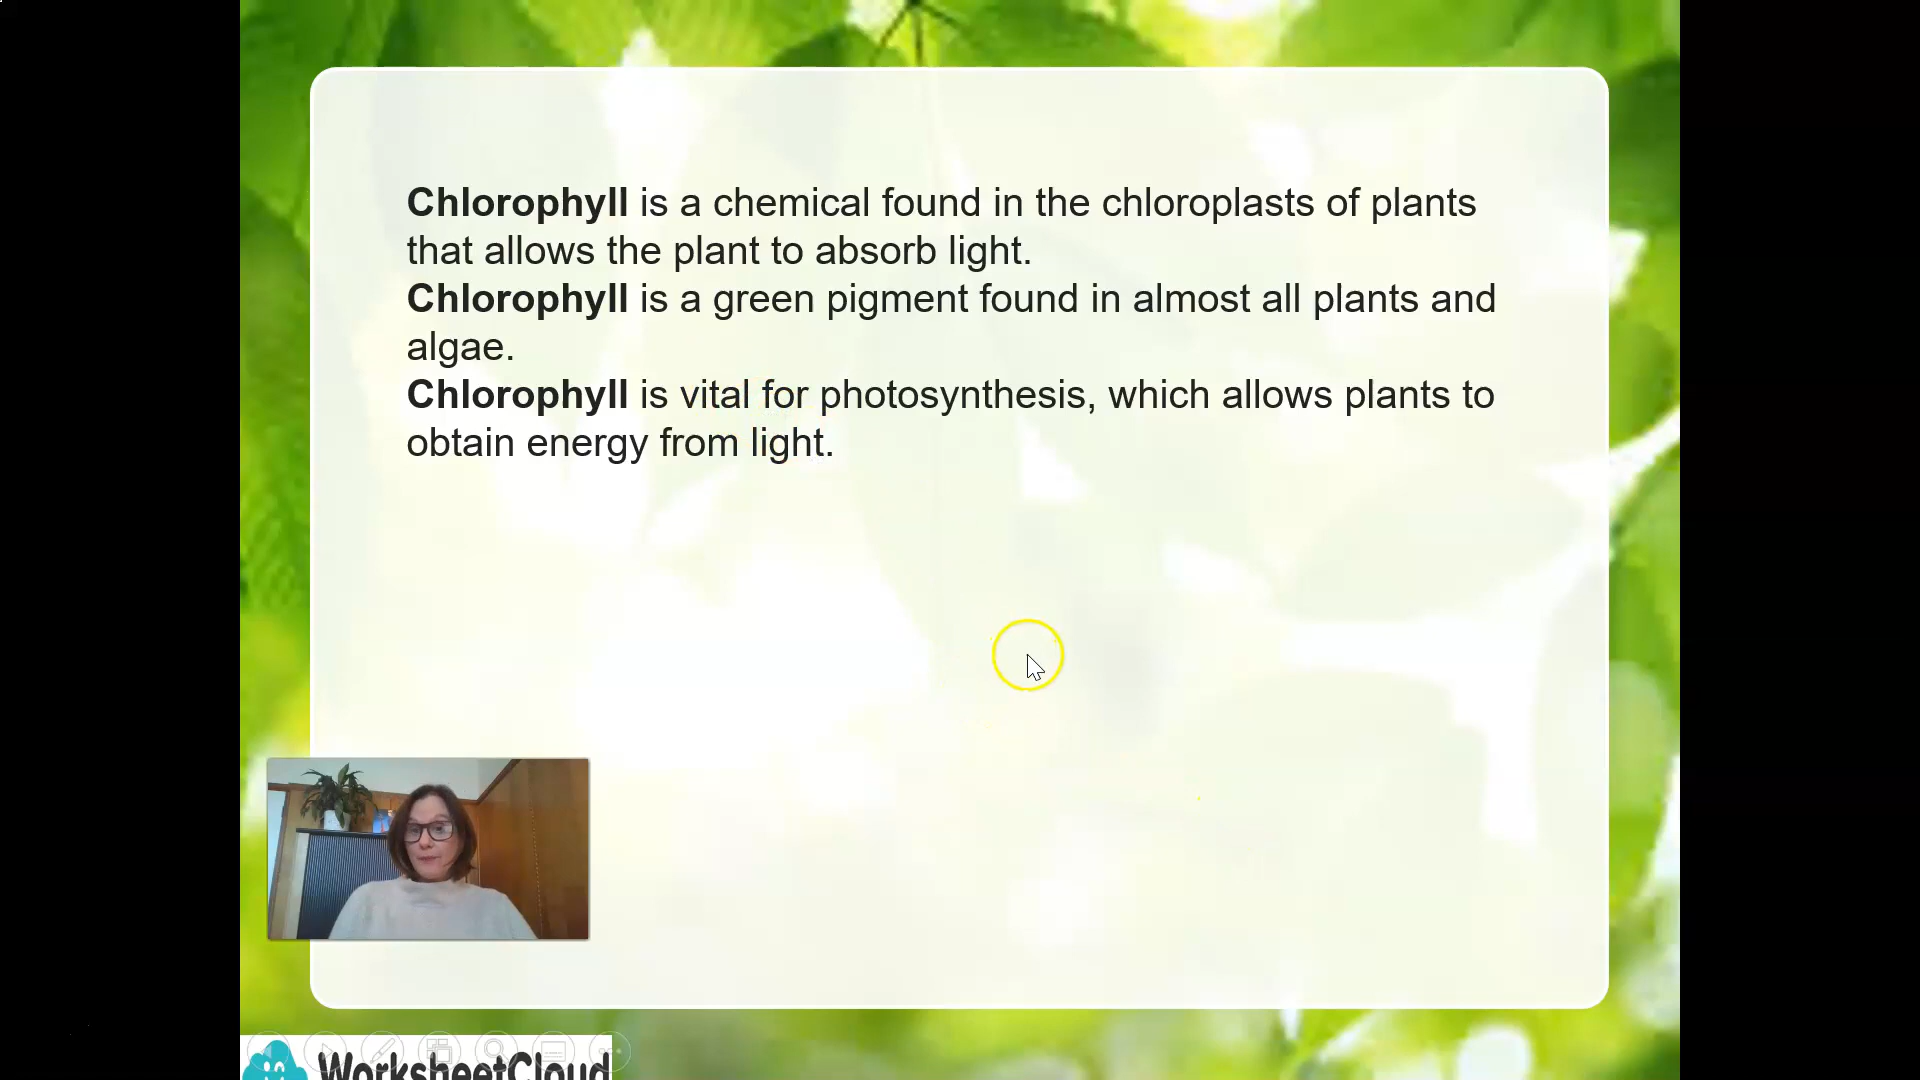 Chlorophyll is a chemical found in the chloroplasts of plants
that allows the plant to absorb light.
Chlorophyll is a green pigment found in almost all plants and
algae.
Chlorophyll is vital for photosynthesis, which allows plants to
obtain energy from light.
WorksheetCloud